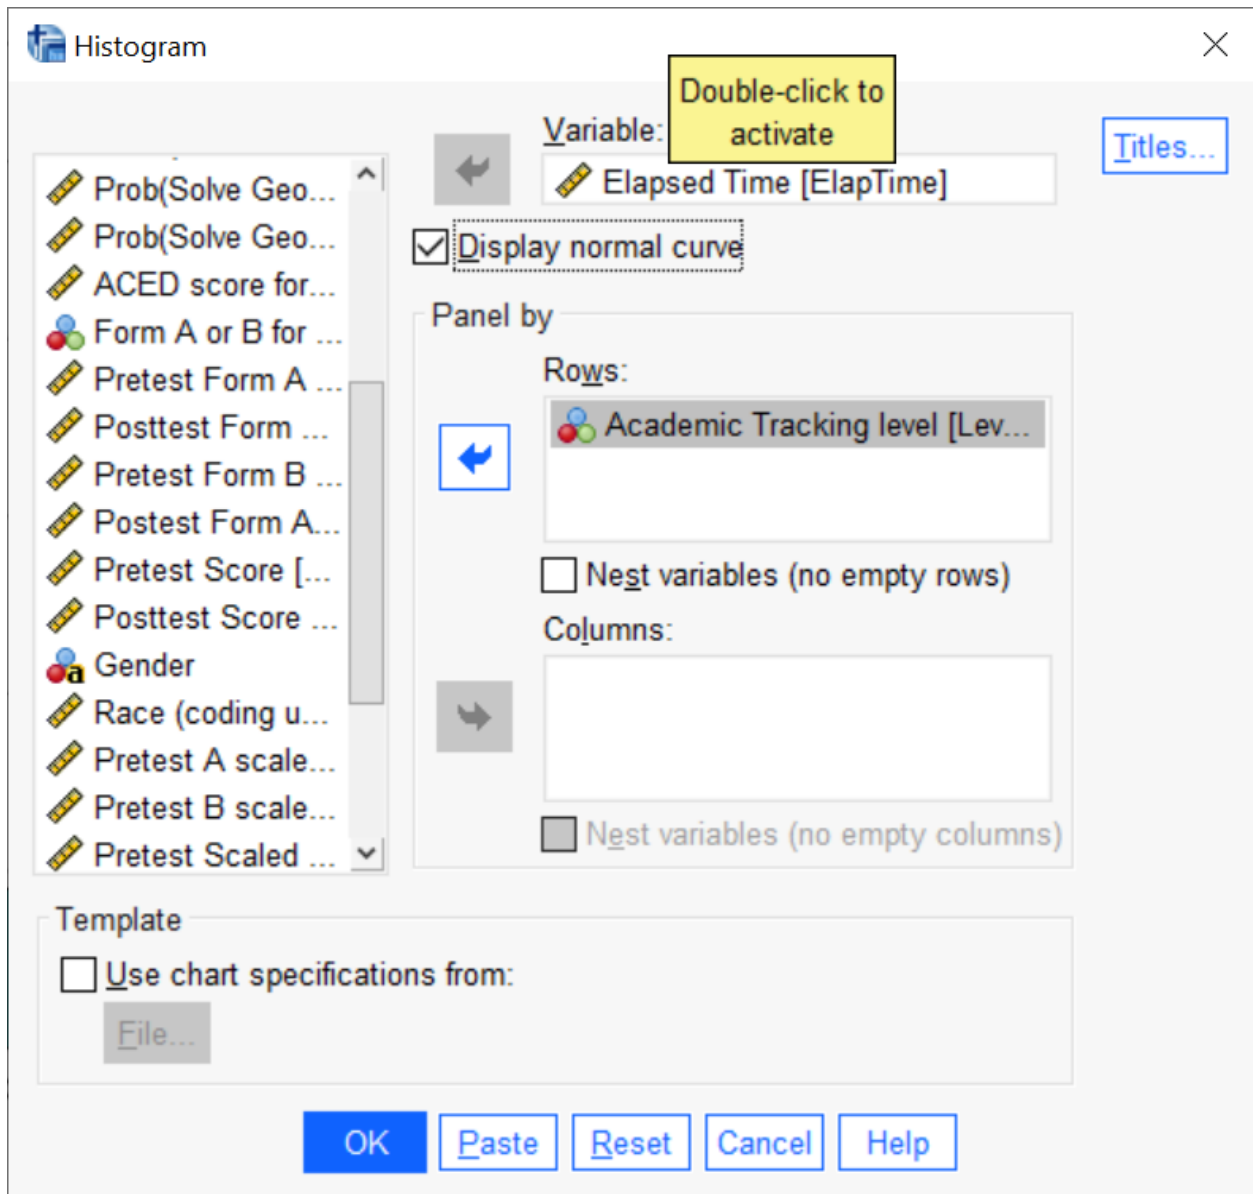 Histogram
Double-click to
activate
Variable:
Titles...
Elapsed Time [ElapTime]
Display normal curve
Prob(Solve Geo...
Prob(Solve Geo...
ACED score for...
Form A or B for ...
Pretest Form A ...
Posttest Form ...
Pretest Form B ...
Postest Form A...
Pretest Score [...
Posttest Score ...
Gender
Race (coding u...
Pretest A scale...
Pretest B scale...
Pretest Scaled ...
Panel by
Rows:
Academic Tracking level [Lev...
Nest variables (no empty rows)
Columns:
Nest variables (no empty columns)
Template
Use chart specifications from:
File...
OK
Paste
Reset
Cancel
Help